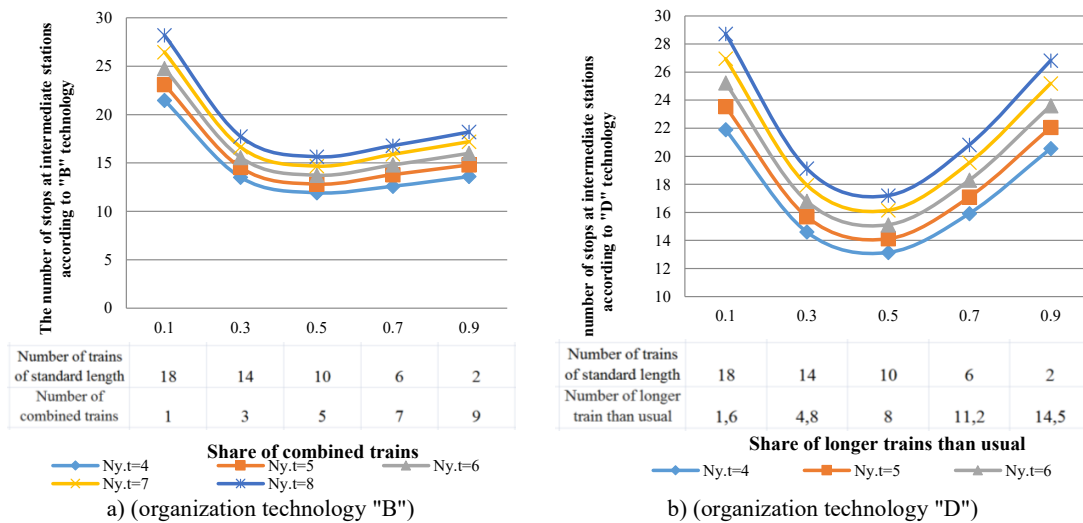 The number of stops at intermediate stations
according to "B" technology
30
25
20
15
10
5
0
0.1 0.3 0.5 0.7 0.9
Number of trains
of standard length 18 14 10 6 2
Number of
combined trains 1 3 5 7 9
Share of combined trains
Ny.t=4 Ny.t=5 Ny.t=6
Ny.t=7 Ny.t=8
a) (organization technology "B")
number of stops at intermediate stations
according to "D" technology
30
28
26
24
22
20
18
16
14
12
10
0.1 0.3 0.5 0.7 0.9
Number of trains
of standard length 18 14 10 6 2
Number of longer
train than usual 1,6 4,8 8 11,2 14,5
Share of longer trains than usual
Ny.t=4 Ny.t=5 Ny.t=6
b) (organization technology "D")